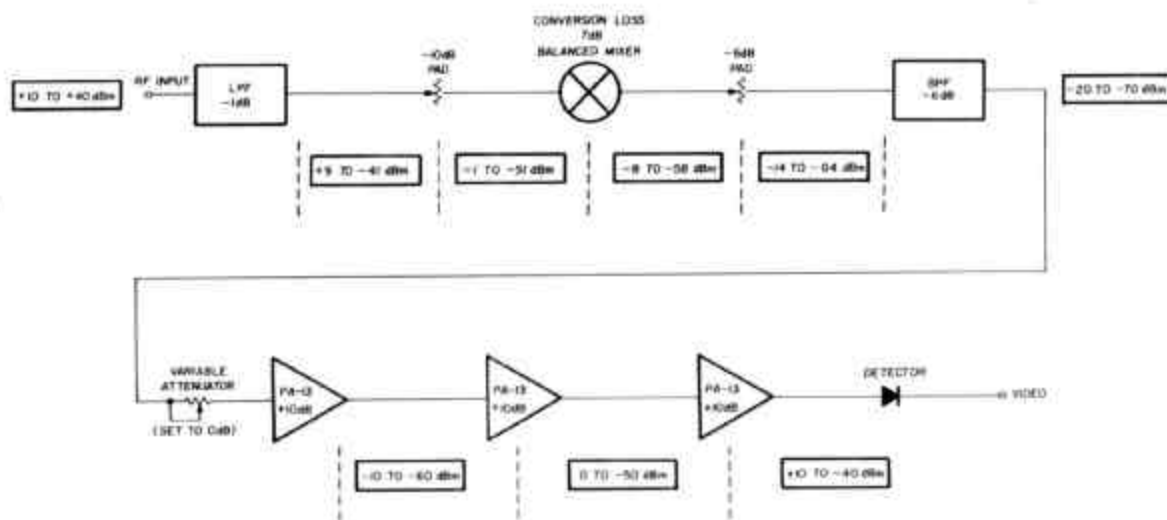 CONVERSION LOSS
7dB
BALANCED MIXER
-10dB
PAD
-6dB
PAD
RF INPUT
+10 TO +40 dBm
LPF
-1dB
BPF
-6dB
-20 TO -70 dBm
+9 TO -41 dBm
-1 TO -51 dBm
-8 TO -58 dBm
-14 TO -64 dBm
VARIABLE
ATTENUATOR
(SET TO 0dB)
PA-13
+10dB
PA-13
+10dB
PA-13
+10dB
DETECTOR
VIDEO
-10 TO -60 dBm
0 TO -50 dBm
+10 TO -40 dBm